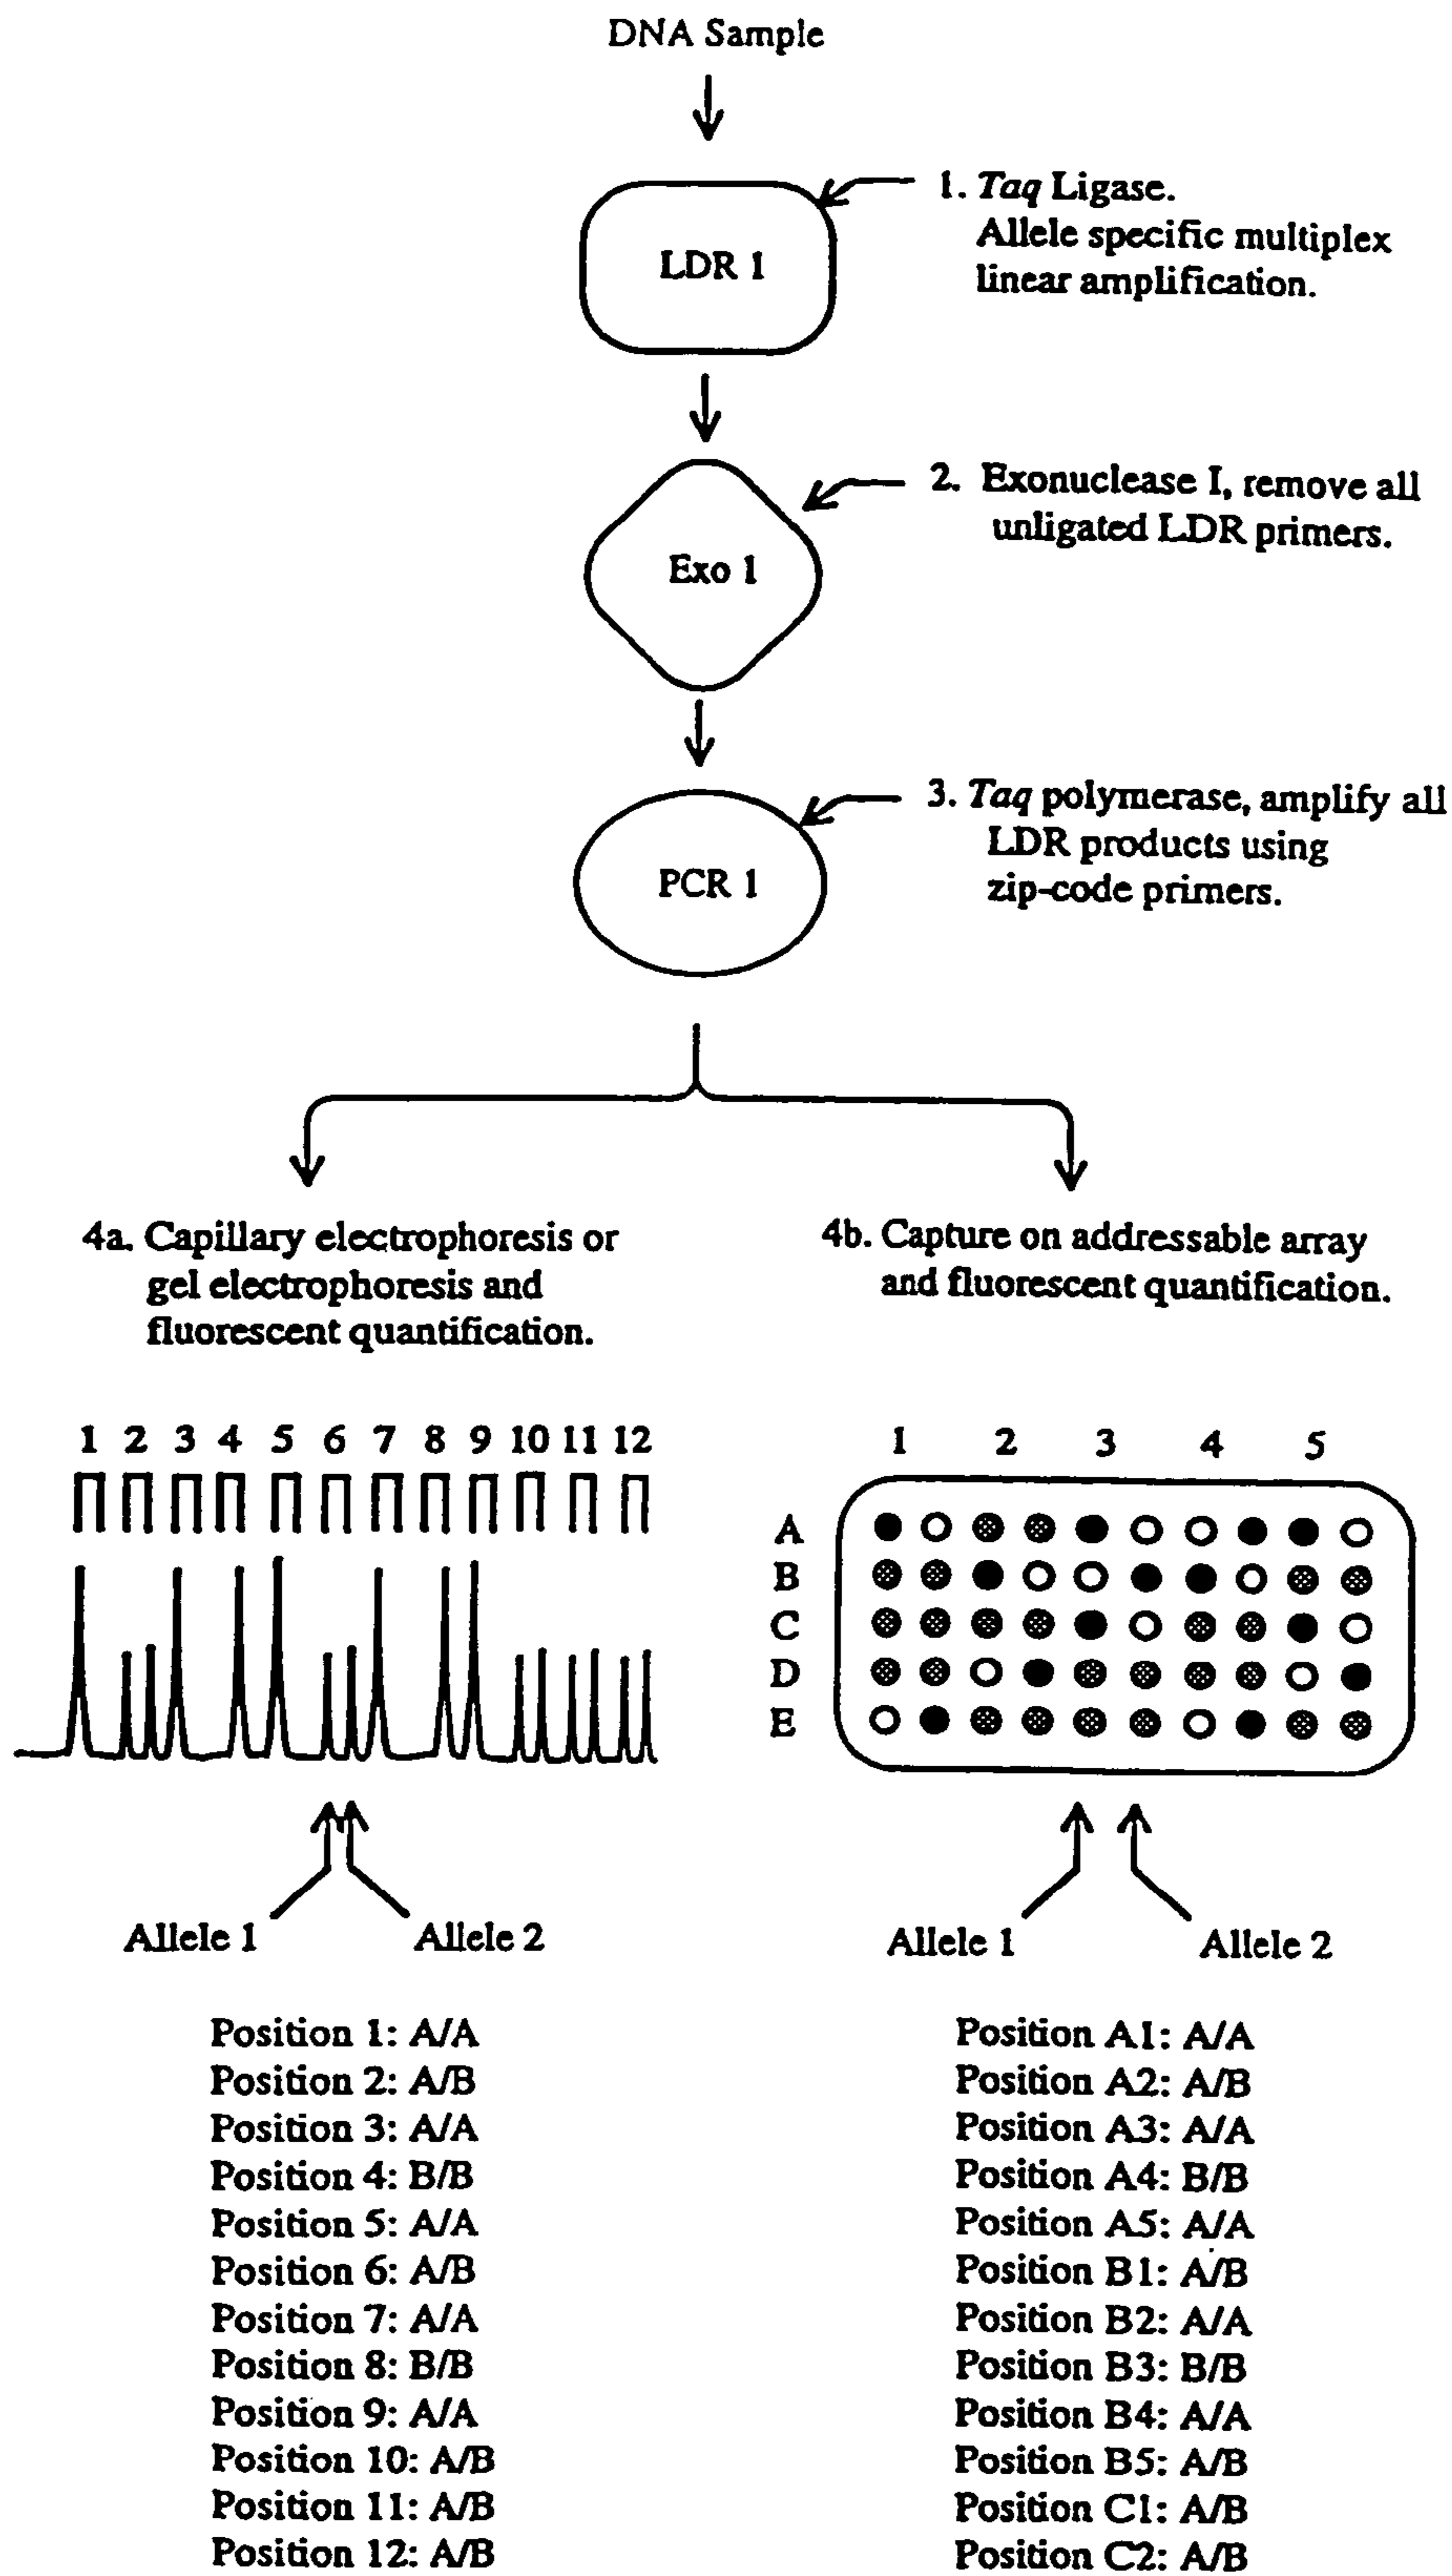 DNA Sample
LDR 1
1. Taq Ligase.
Allele specific multiplex
linear amplification.
Exo 1
2. Exonuclease I, remove all
unligated LDR primers.
PCR 1
3. Taq polymerase, amplify all
LDR products using
zip-code primers.
4a. Capillary electrophoresis or
gel electrophoresis and
fluorescent quantification.
1 2 3 4 5 6 7 8 9 10 11 12
Allele 1 Allele 2
Position 1: A/A
Position 2: A/B
Position 3: A/A
Position 4: B/B
Position 5: A/A
Position 6: A/B
Position 7: A/A
Position 8: B/B
Position 9: A/A
Position 10: A/B
Position 11: A/B
Position 12: A/B
4b. Capture on addressable array
and fluorescent quantification.
1 2 3 4 5
A
B
C
D
E
Allele 1 Allele 2
Position A1: A/A
Position A2: A/B
Position A3: A/A
Position A4: B/B
Position A5: A/A
Position B1: A/B
Position B2: A/A
Position B3: B/B
Position B4: A/A
Position B5: A/B
Position C1: A/B
Position C2: A/B